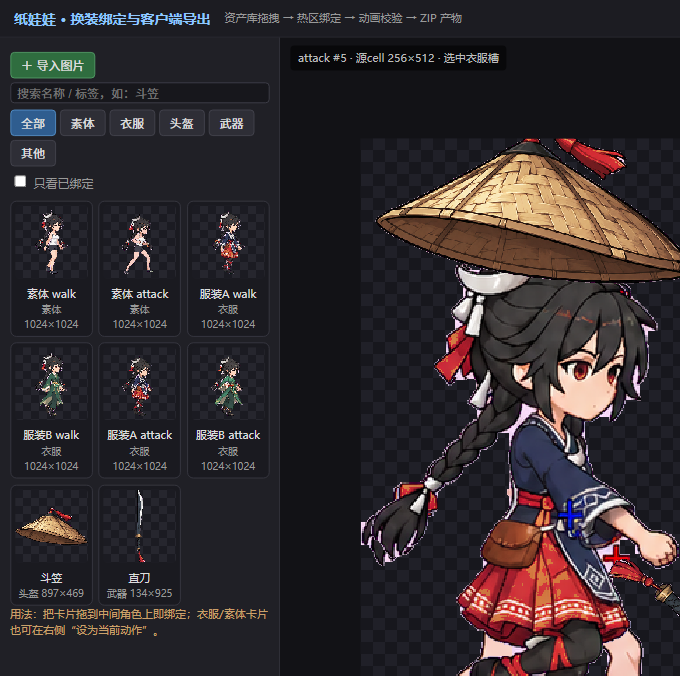 纸娃娃 • 换装绑定与客户端导出 资产库拖拽 → 热区绑定 → 动画校验 → ZIP 产物
＋ 导入图片
搜索名称 / 标签，如：斗笠
全部 素体 衣服 头盔 武器
其他
只看已绑定
attack #5 · 源cell 256×512 · 选中衣服槽
素体 walk 素体 attack 服装A walk
素体 素体 衣服
1024×1024 1024×1024 1024×1024
服装B walk 服装A attack 服装B attack
衣服 衣服 衣服
1024×1024 1024×1024 1024×1024
斗笠 直刀
头盔 897×469 武器 134×925
用法：把卡片拖到中间角色上即绑定；衣服/素体卡片
也可在右侧“设为当前动作”。